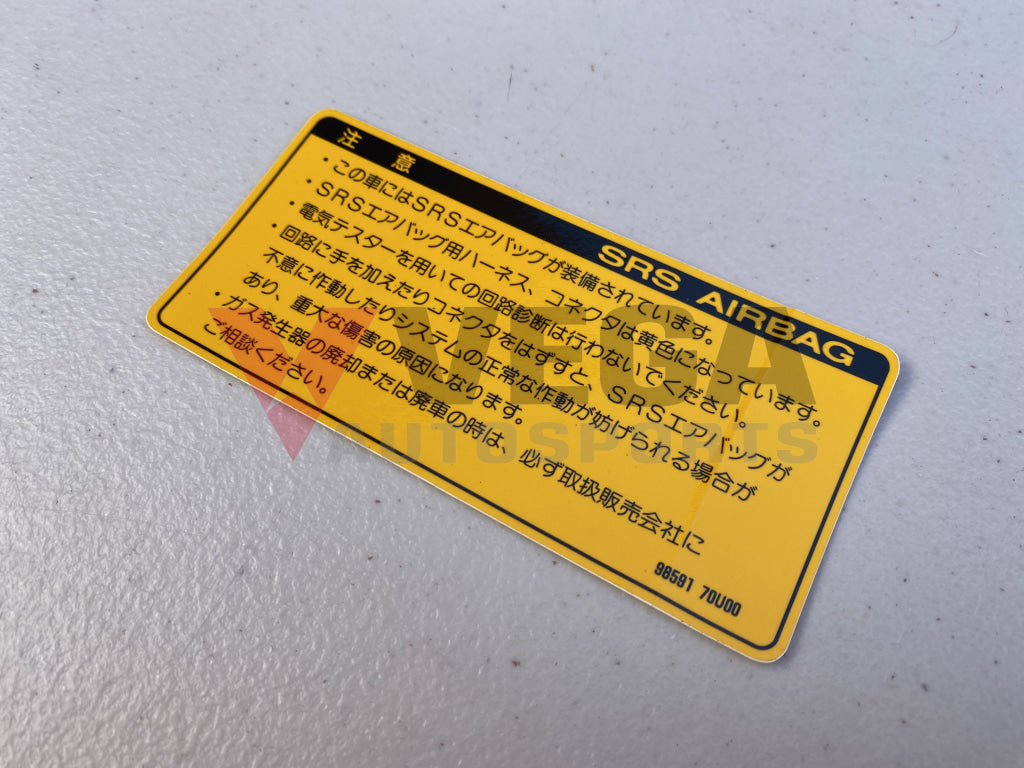 注意 SRS AIRBAG
・この車にはSRSエアバッグが装備されています。
・SRSエアバッグ用ハーネス、コネクタは黄色になっています。
・電気テスターを用いての回路診断は行わないでください。
・回路に手を加えたりコネクタをはずすと、SRSエアバッグが
不意に作動したりシステムの正常な作動が妨げられる場合が
あり、重大な傷害の原因になります。
・ガス発生器の廃却または廃車の時は、必ず取扱販売会社に
ご相談ください。
98591 70U00
VEGA
AUTOSPORTS